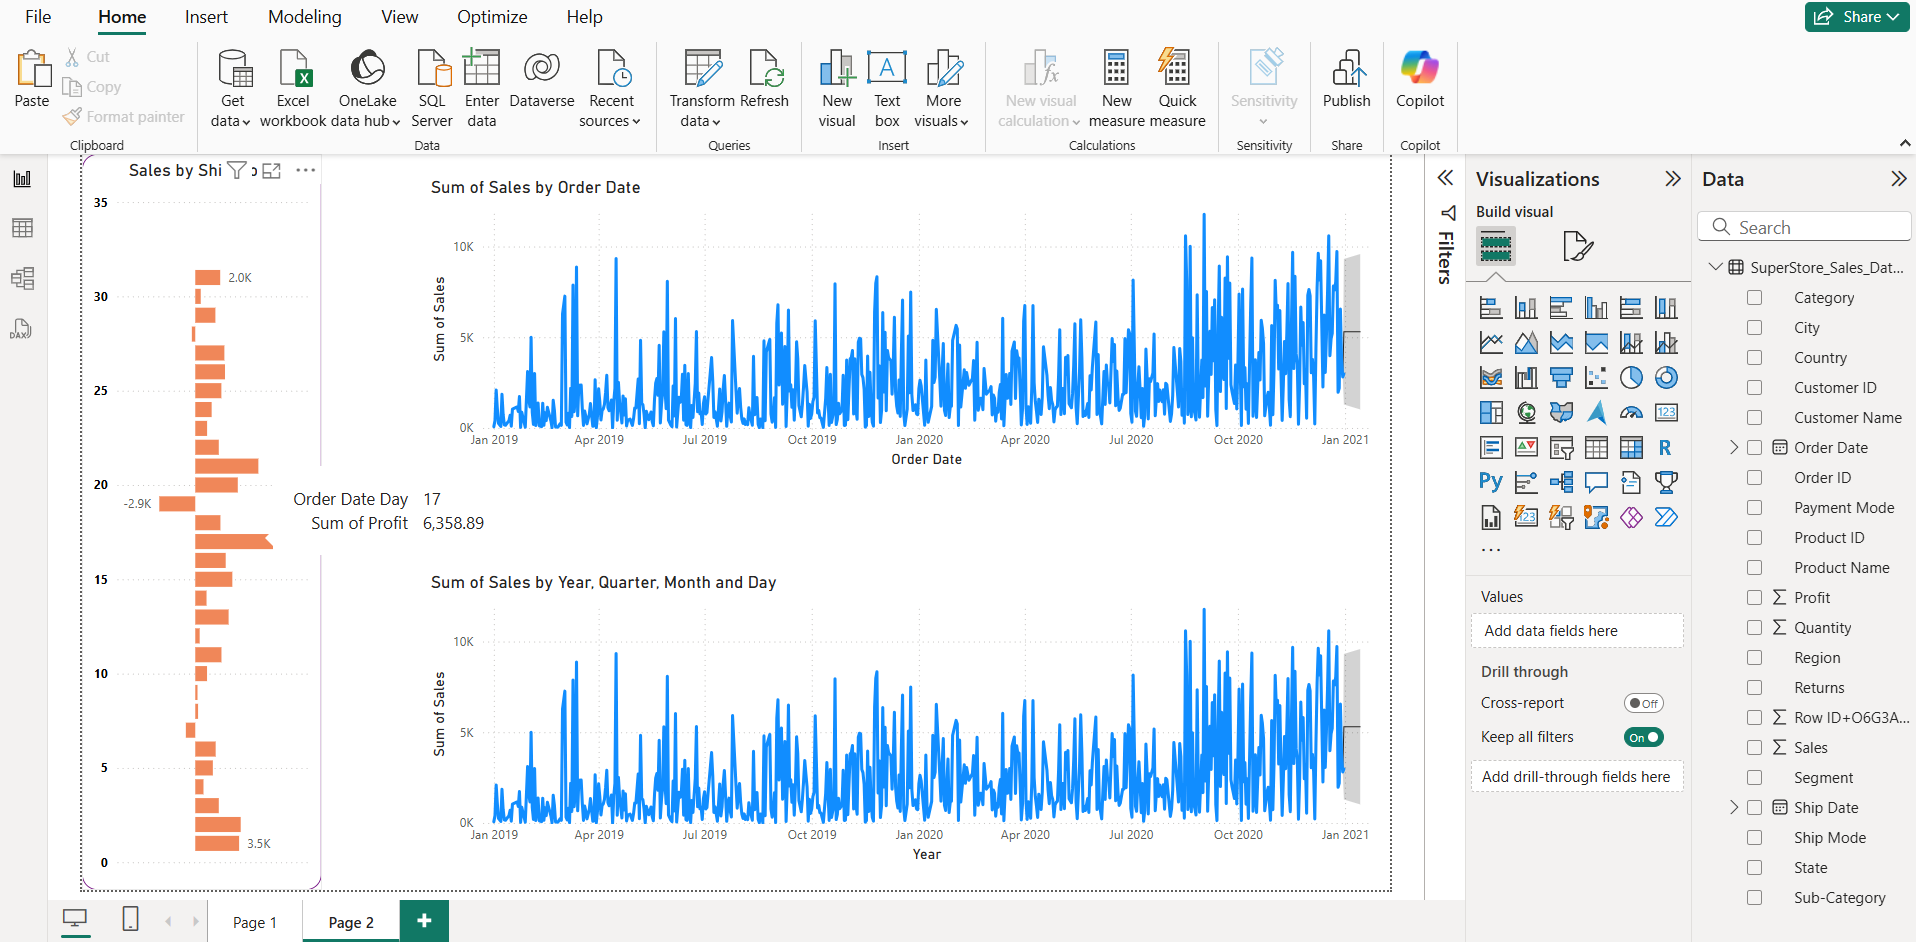 File Home Insert Modeling View Optimize Help Share
Paste
Cut
Copy
Format painter
Clipboard
Get data
Excel workbook
OneLake data hub
SQL Server
Enter data
Dataverse
Recent sources
Data
Transform data
Refresh
Queries
New visual
Text box
More visuals
Insert
New visual calculation
New measure
Quick measure
Calculations
Sensitivity
Sensitivity
Publish
Share
Copilot
Copilot
Sales by Shi
35
30
25
20
15
10
5
0
2.0K
-2.9K
3.5K
Order Date Day 17
Sum of Profit 6,358.89
Sum of Sales by Order Date
Sum of Sales
10K
5K
0K
Jan 2019 Apr 2019 Jul 2019 Oct 2019 Jan 2020 Apr 2020 Jul 2020 Oct 2020 Jan 2021
Order Date
Sum of Sales by Year, Quarter, Month and Day
Sum of Sales
10K
5K
0K
Jan 2019 Apr 2019 Jul 2019 Oct 2019 Jan 2020 Apr 2020 Jul 2020 Oct 2020 Jan 2021
Year
Filters
Visualizations
Build visual
123
R
Py
123
Values
Add data fields here
Drill through
Cross-report Off
Keep all filters On
Add drill-through fields here
Data
Search
SuperStore_Sales_Dat...
Category
City
Country
Customer ID
Customer Name
Order Date
Order ID
Payment Mode
Product ID
Product Name
Profit
Quantity
Region
Returns
Row ID+O6G3A...
Sales
Segment
Ship Date
Ship Mode
State
Sub-Category
DAX
Page 1
Page 2